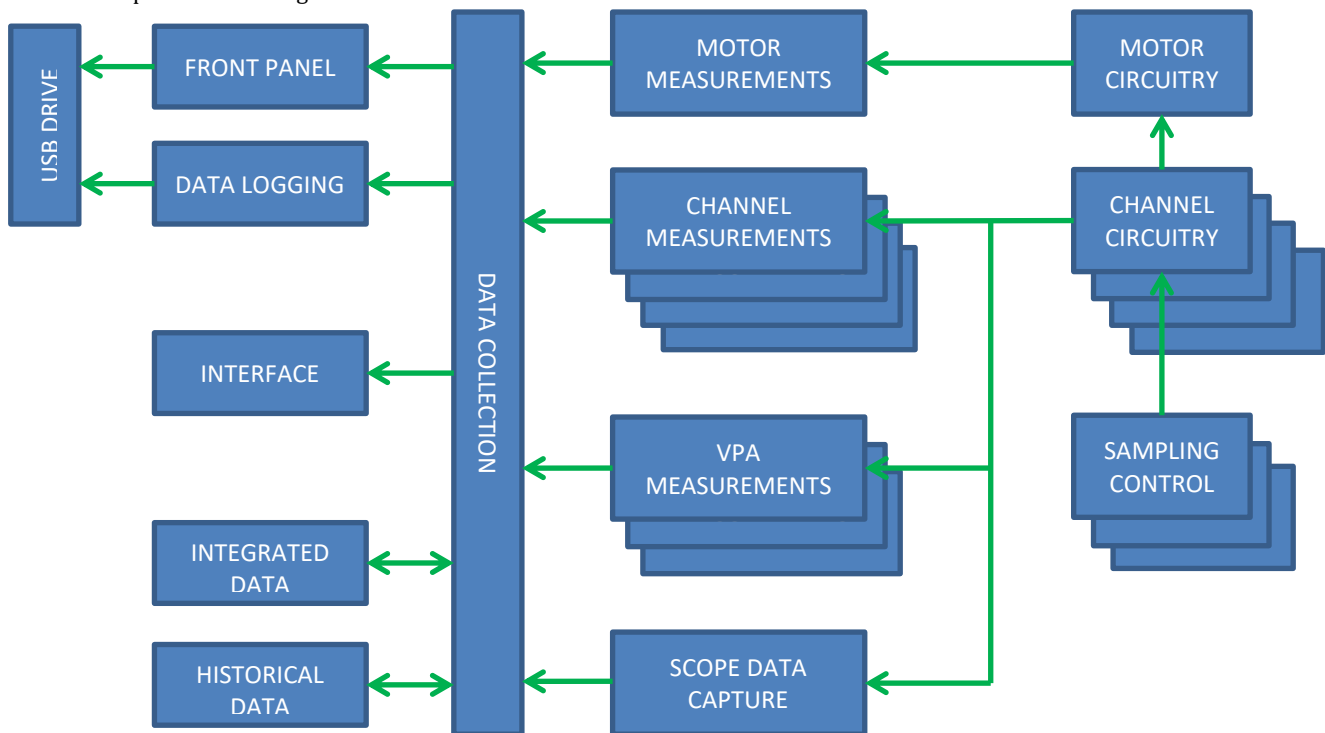 USB DRIVE
FRONT PANEL
DATA LOGGING
INTERFACE
INTEGRATED
DATA
HISTORICAL
DATA
DATA COLLECTION
MOTOR
MEASUREMENTS
CHANNEL
MEASUREMENTS
VPA
MEASUREMENTS
SCOPE DATA
CAPTURE
MOTOR
CIRCUITRY
CHANNEL
CIRCUITRY
SAMPLING
CONTROL